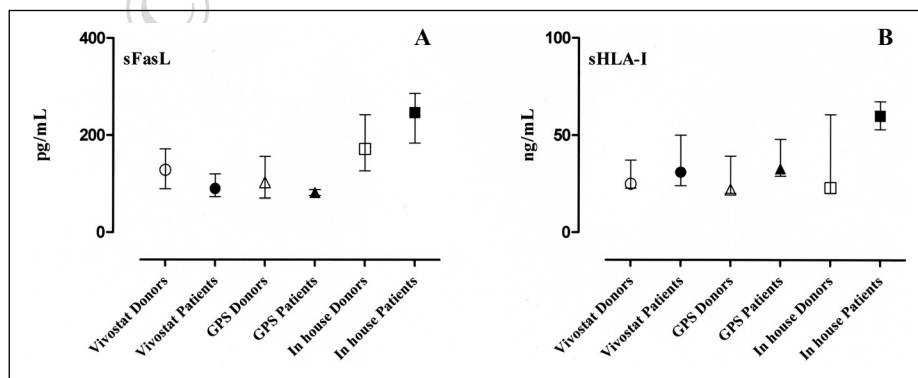 A
sFasL
400
200
0
pg/mL
Vivostat Donors
Vivostat Patients
GPS Donors
GPS Patients
In house Donors
In house Patients
B
sHLA-I
100
50
0
ng/mL
Vivostat Donors
Vivostat Patients
GPS Donors
GPS Patients
In house Donors
In house Patients